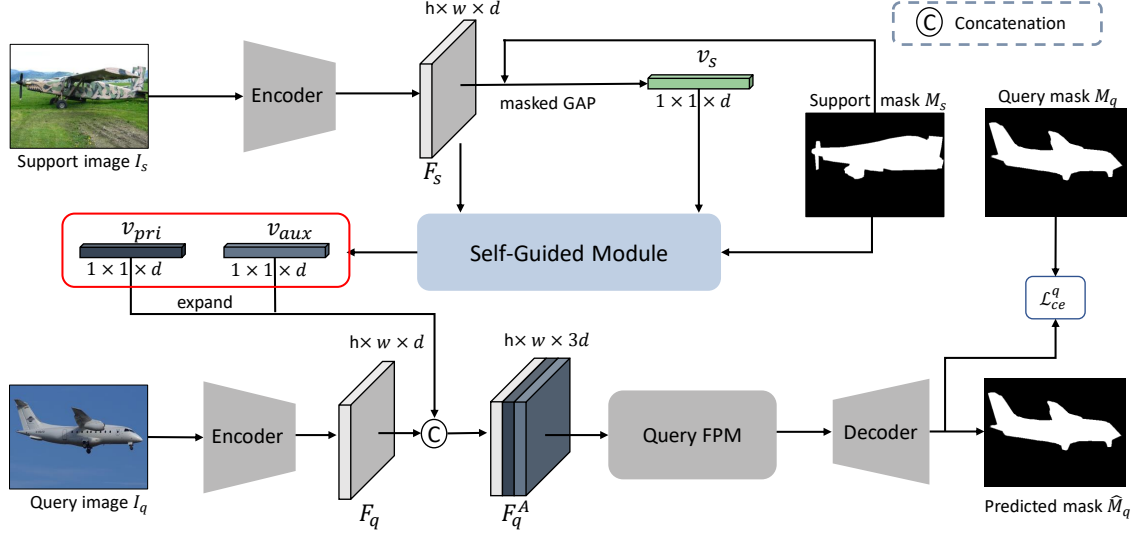 h× w × d
Ⓒ Concatenation
Encoder
v_s
masked GAP
1 × 1 × d
Support mask M_s
Query mask M_q
Support image I_s
F_s
v_pri
v_aux
1 × 1 × d
1 × 1 × d
Self-Guided Module
expand
ℒ_ce^q
h× w × d
h× w × 3d
Encoder
C
Query FPM
Decoder
Query image I_q
F_q
F_q^A
Predicted mask M̂_q